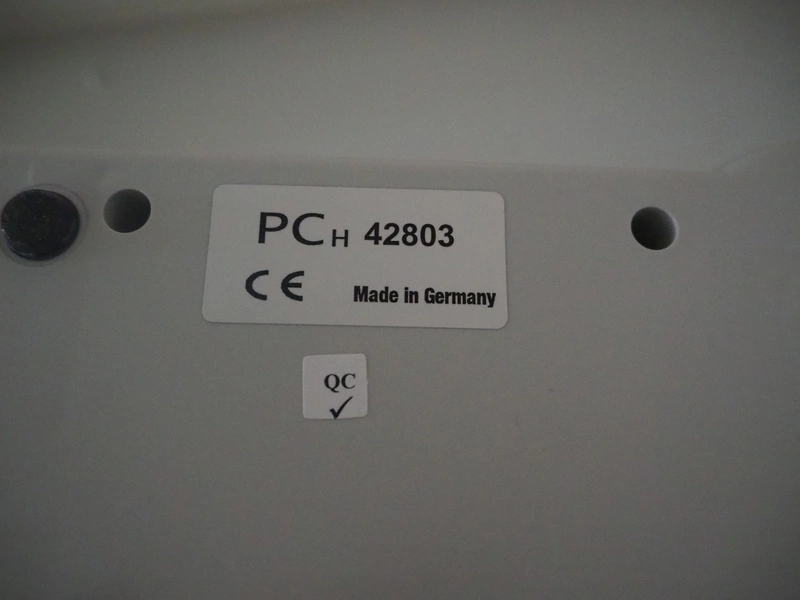 PCH 42803
CE Made in Germany
QC
✓